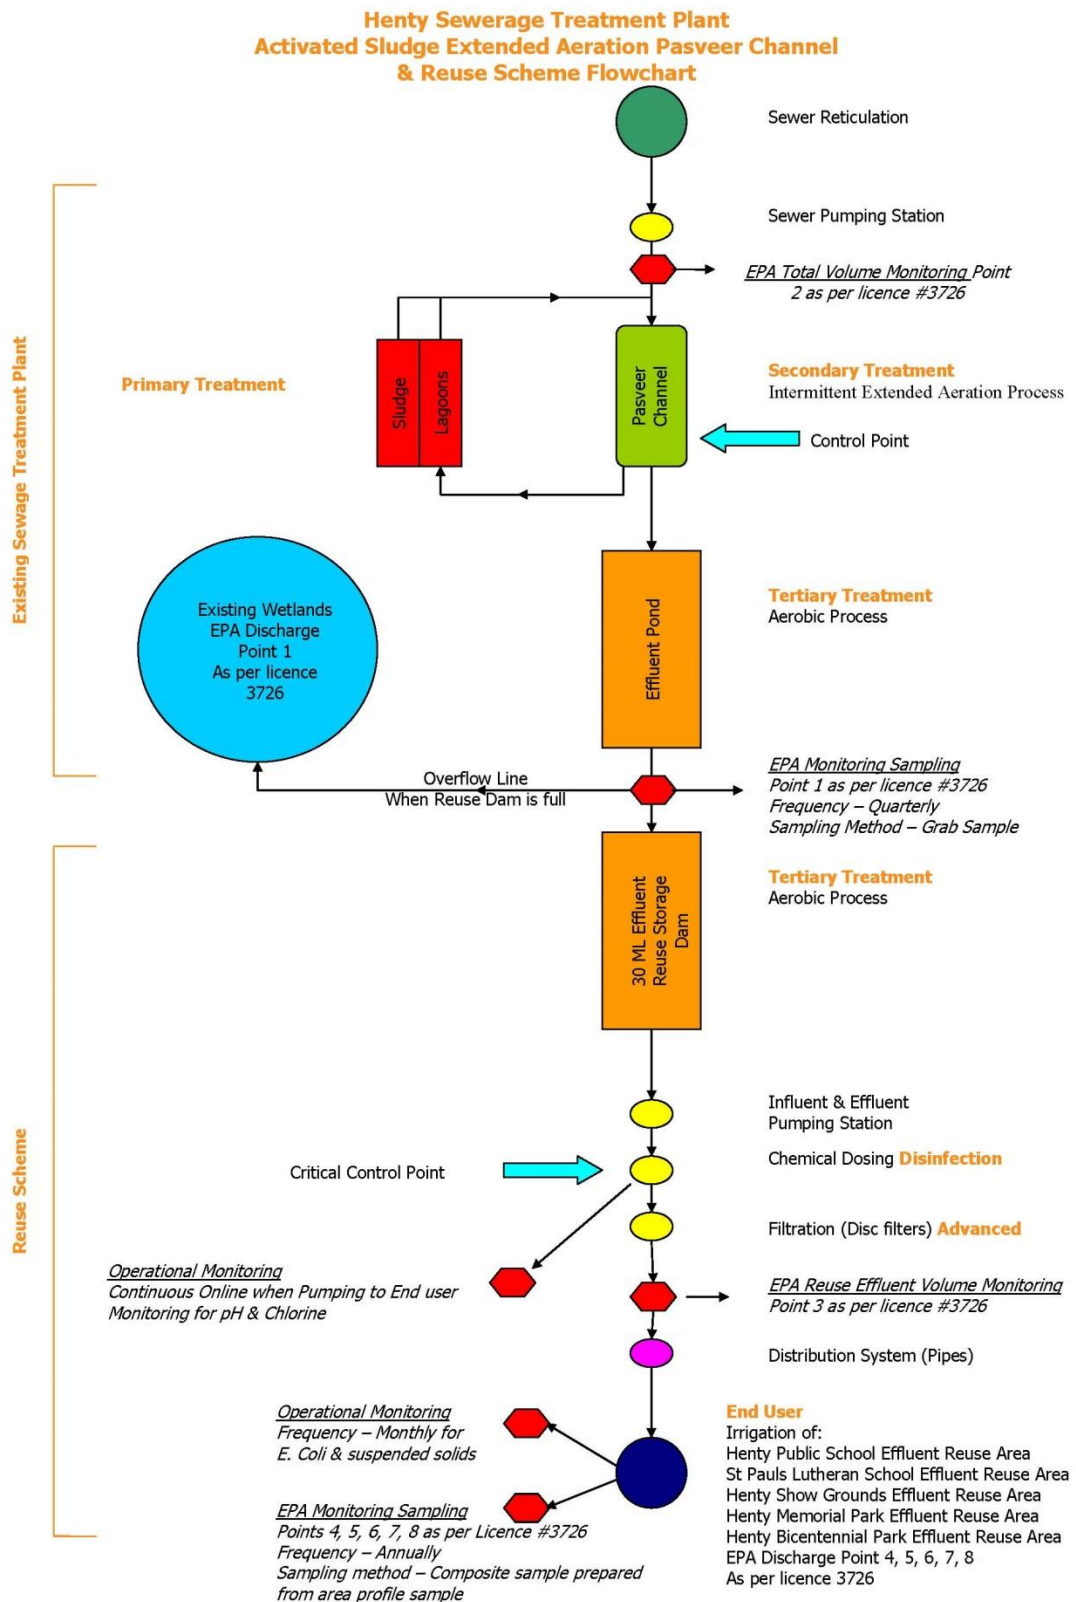 Henty Sewerage Treatment Plant
Activated Sludge Extended Aeration Pasveer Channel
& Reuse Scheme Flowchart
Sewer Reticulation
Sewer Pumping Station
EPA Total Volume Monitoring Point
2 as per licence #3726
Existing Sewage Treatment Plant
Primary Treatment
Sludge
Lagoons
Pasveer
Channel
Secondary Treatment
Intermittent Extended Aeration Process
Control Point
Existing Wetlands
EPA Discharge
Point 1
As per licence
3726
Effluent Pond
Tertiary Treatment
Aerobic Process
Overflow Line
When Reuse Dam is full
EPA Monitoring Sampling
Point 1 as per licence #3726
Frequency – Quarterly
Sampling Method – Grab Sample
Reuse Scheme
30 ML Effluent
Reuse Storage
Dam
Tertiary Treatment
Aerobic Process
Influent & Effluent
Pumping Station
Critical Control Point
Chemical Dosing Disinfection
Filtration (Disc filters) Advanced
Operational Monitoring
Continuous Online when Pumping to End user
Monitoring for pH & Chlorine
EPA Reuse Effluent Volume Monitoring
Point 3 as per licence #3726
Distribution System (Pipes)
Operational Monitoring
Frequency – Monthly for
E. Coli & suspended solids
EPA Monitoring Sampling
Points 4, 5, 6, 7, 8 as per Licence #3726
Frequency – Annually
Sampling method – Composite sample prepared
from area profile sample
End User
Irrigation of:
Henty Public School Effluent Reuse Area
St Pauls Lutheran School Effluent Reuse Area
Henty Show Grounds Effluent Reuse Area
Henty Memorial Park Effluent Reuse Area
Henty Bicentennial Park Effluent Reuse Area
EPA Discharge Point 4, 5, 6, 7, 8
As per licence 3726